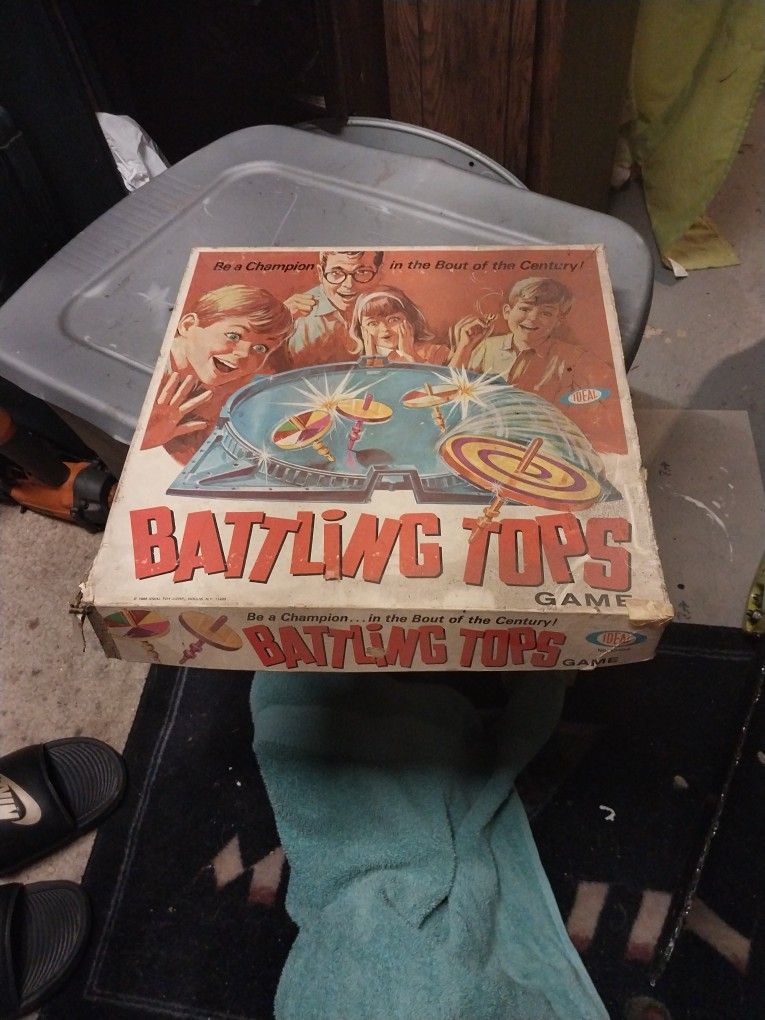 Be a Champion in the Bout of the Century!
IDEAL
BATTLiNG TOPS
GAME
Be a Champion... in the Bout of the Century!
BATTLiNG TOPS GAME
IDEAL